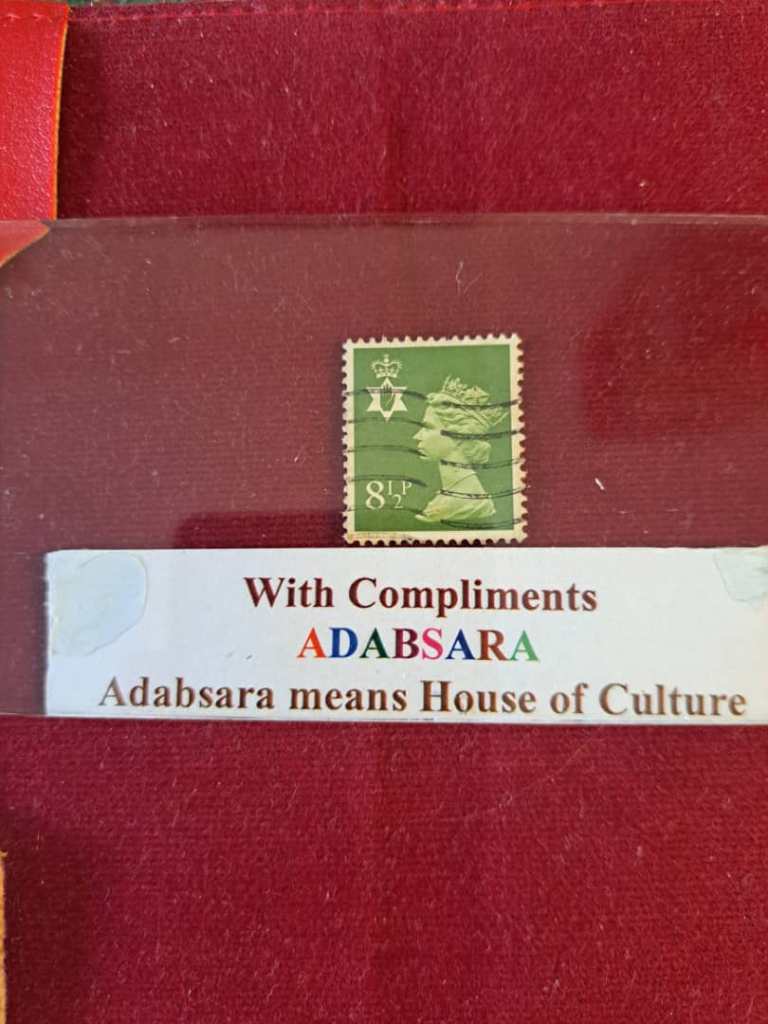 8½P
With Compliments
ADABSARA
Adabsara means House of Culture